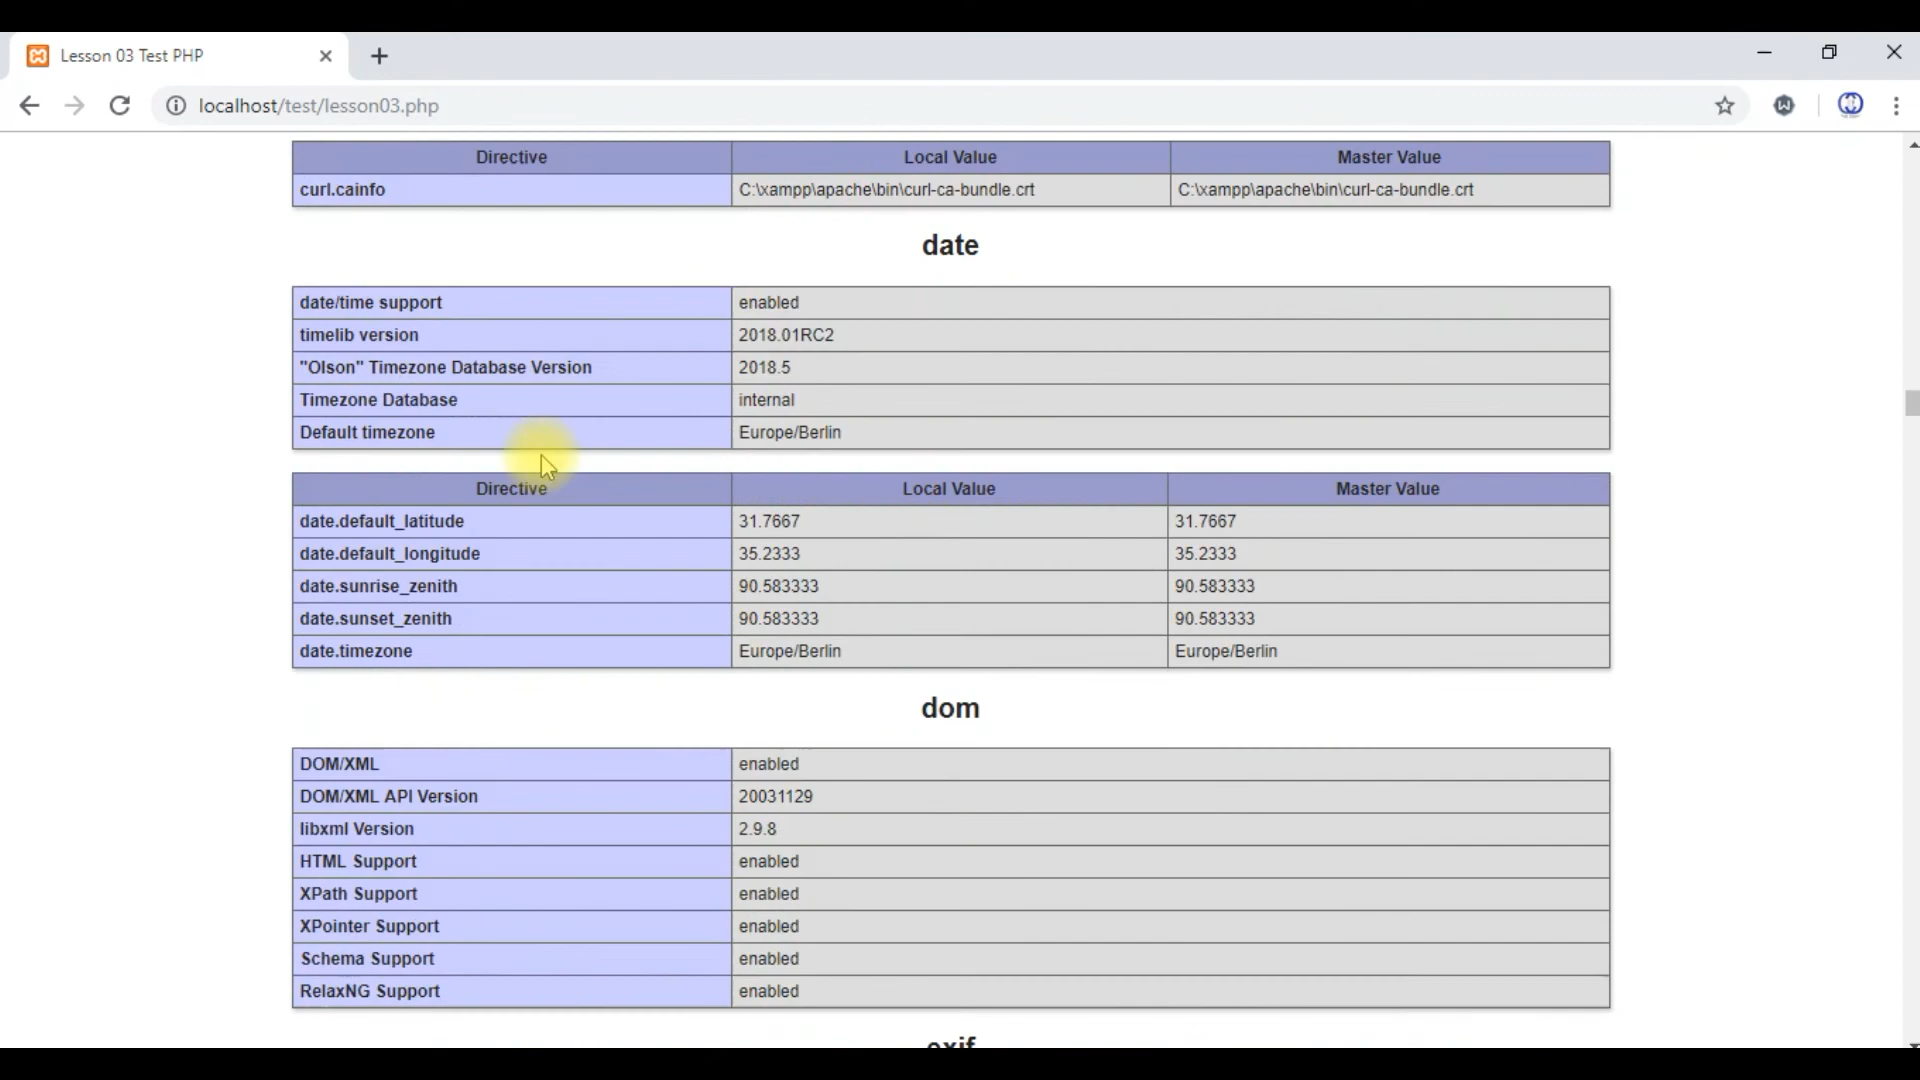 Lesson 03 Test PHP
localhost/test/lesson03.php
Directive Local Value Master Value
curl.cainfo C:\xampp\apache\bin\curl-ca-bundle.crt C:\xampp\apache\bin\curl-ca-bundle.crt
date
date/time support enabled
timelib version 2018.01RC2
"Olson" Timezone Database Version 2018.5
Timezone Database internal
Default timezone Europe/Berlin
Directive Local Value Master Value
date.default_latitude 31.7667 31.7667
date.default_longitude 35.2333 35.2333
date.sunrise_zenith 90.583333 90.583333
date.sunset_zenith 90.583333 90.583333
date.timezone Europe/Berlin Europe/Berlin
dom
DOM/XML enabled
DOM/XML API Version 20031129
libxml Version 2.9.8
HTML Support enabled
XPath Support enabled
XPointer Support enabled
Schema Support enabled
RelaxNG Support enabled
exif